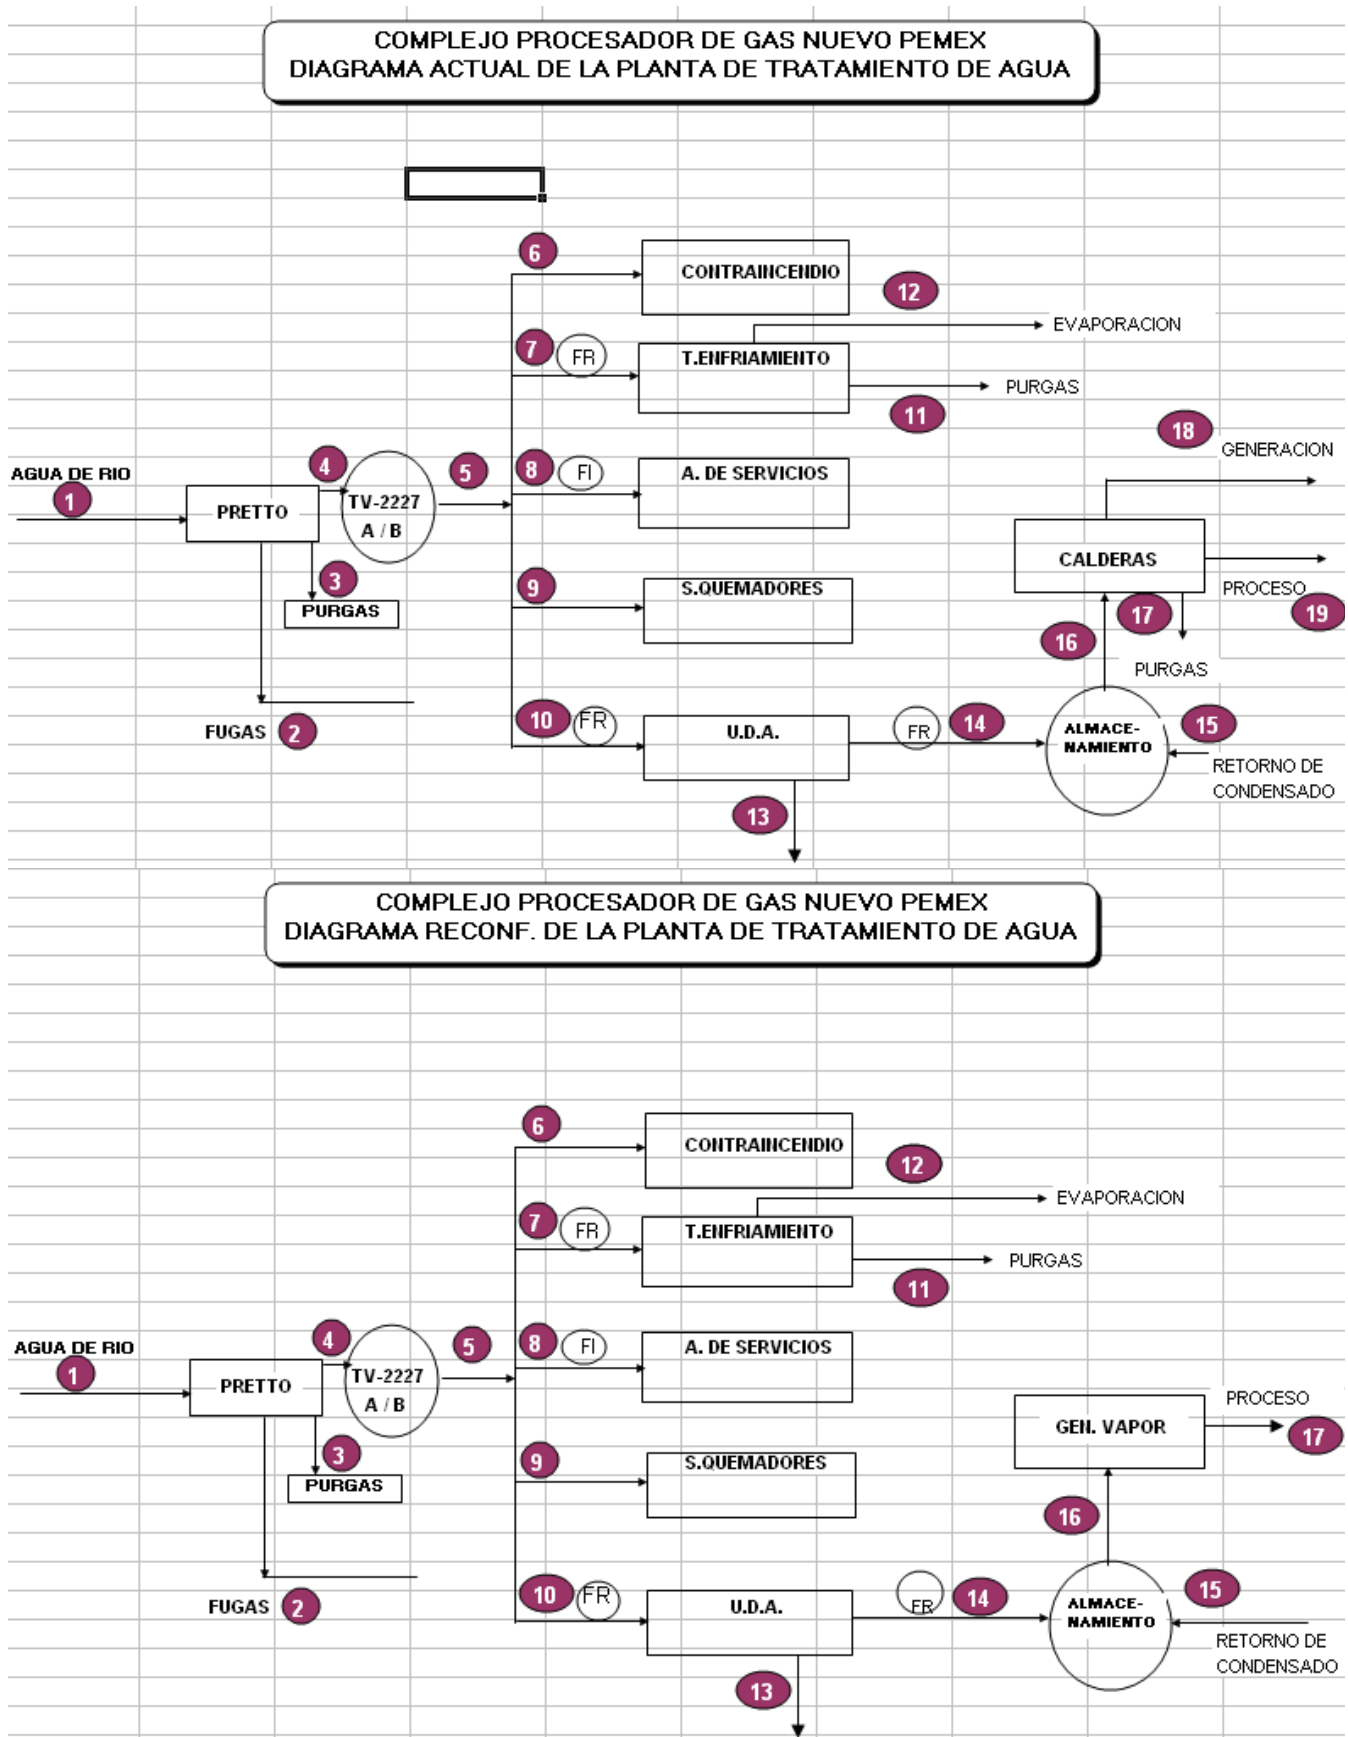 COMPLEJO PROCESADOR DE GAS NUEVO PEMEX
DIAGRAMA ACTUAL DE LA PLANTA DE TRATAMIENTO DE AGUA
6
CONTRAINCENDIO
12
EVAPORACION
7
FR
T.ENFRIAMIENTO
PURGAS
11
18
GENERACION
AGUA DE RIO
1
PRETTO
4
TV-2227
A / B
5
8
FI
A. DE SERVICIOS
3
PURGAS
9
S.QUEMADORES
CALDERAS
PROCESO
19
17
16
PURGAS
FUGAS
2
10
FR
U.D.A.
FR
14
ALMACE-
NAMIENTO
15
RETORNO DE
CONDENSADO
13
COMPLEJO PROCESADOR DE GAS NUEVO PEMEX
DIAGRAMA RECONF. DE LA PLANTA DE TRATAMIENTO DE AGUA
6
CONTRAINCENDIO
12
EVAPORACION
7
FR
T.ENFRIAMIENTO
PURGAS
11
AGUA DE RIO
1
PRETTO
4
TV-2227
A / B
5
8
FI
A. DE SERVICIOS
3
PURGAS
9
S.QUEMADORES
GEN. VAPOR
PROCESO
17
16
FUGAS
2
10
FR
U.D.A.
FR
14
ALMACE-
NAMIENTO
15
RETORNO DE
CONDENSADO
13